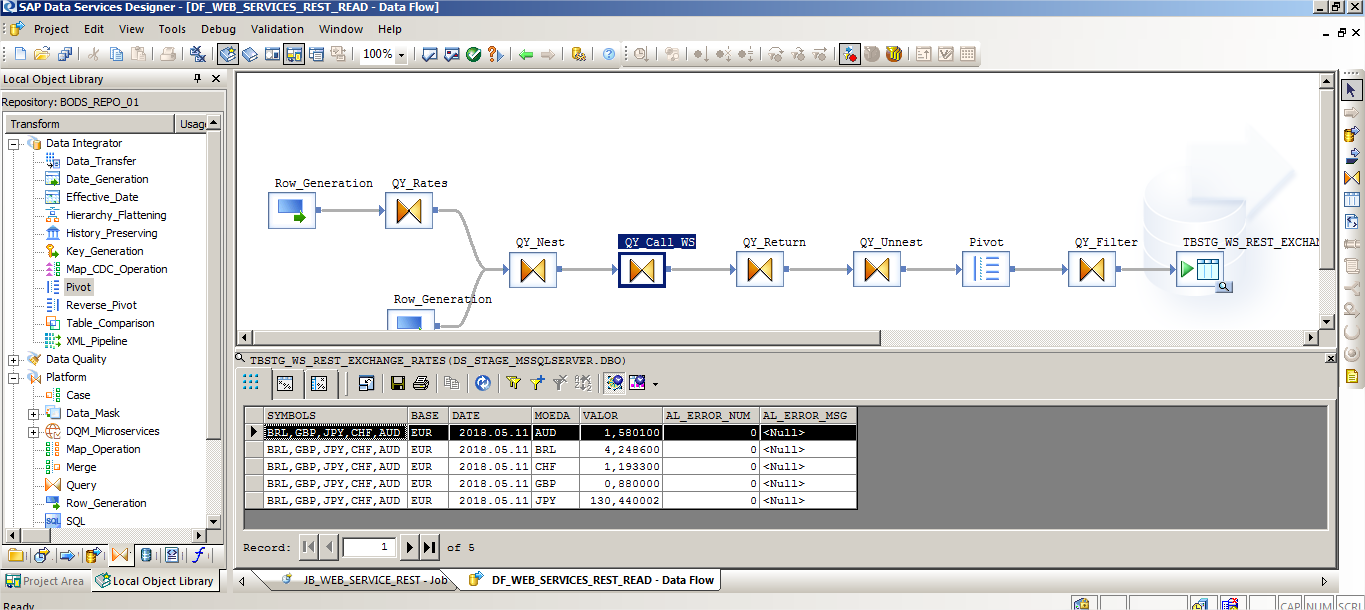 SAP Data Services Designer - [DF_WEB_SERVICES_REST_READ - Data Flow]
Project Edit View Tools Debug Validation Window Help
100%
Local Object Library
Repository: BODS_REPO_01
Transform Usag
Data Integrator
Data_Transfer
Date_Generation
Effective_Date
Hierarchy_Flattening
History_Preserving
Key_Generation
Map_CDC_Operation
Pivot
Reverse_Pivot
Table_Comparison
XML_Pipeline
Data Quality
Platform
Case
Data_Mask
DQM_Microservices
Map_Operation
Merge
Query
Row_Generation
SQL
SQL
Project Area Local Object Library
Row_Generation QY_Rates
QY_Nest QY_Call_WS QY_Return QY_Unnest Pivot QY_Filter TBSTG_WS_REST_EXCHAN
Row_Generation
TBSTG_WS_REST_EXCHANGE_RATES(DS_STAGE_MSSQLSERVER.DBO)
SYMBOLS BASE DATE MOEDA VALOR AL_ERROR_NUM AL_ERROR_MSG
BRL,GBP,JPY,CHF,AUD EUR 2018.05.11 AUD 1,580100 0 <Null>
BRL,GBP,JPY,CHF,AUD EUR 2018.05.11 BRL 4,248600 0 <Null>
BRL,GBP,JPY,CHF,AUD EUR 2018.05.11 CHF 1,193300 0 <Null>
BRL,GBP,JPY,CHF,AUD EUR 2018.05.11 GBP 0,880000 0 <Null>
BRL,GBP,JPY,CHF,AUD EUR 2018.05.11 JPY 130,440002 0 <Null>
Record: 1 of 5
JB_WEB_SERVICE_REST - Job DF_WEB_SERVICES_REST_READ - Data Flow
Ready CAP NUM SCRL